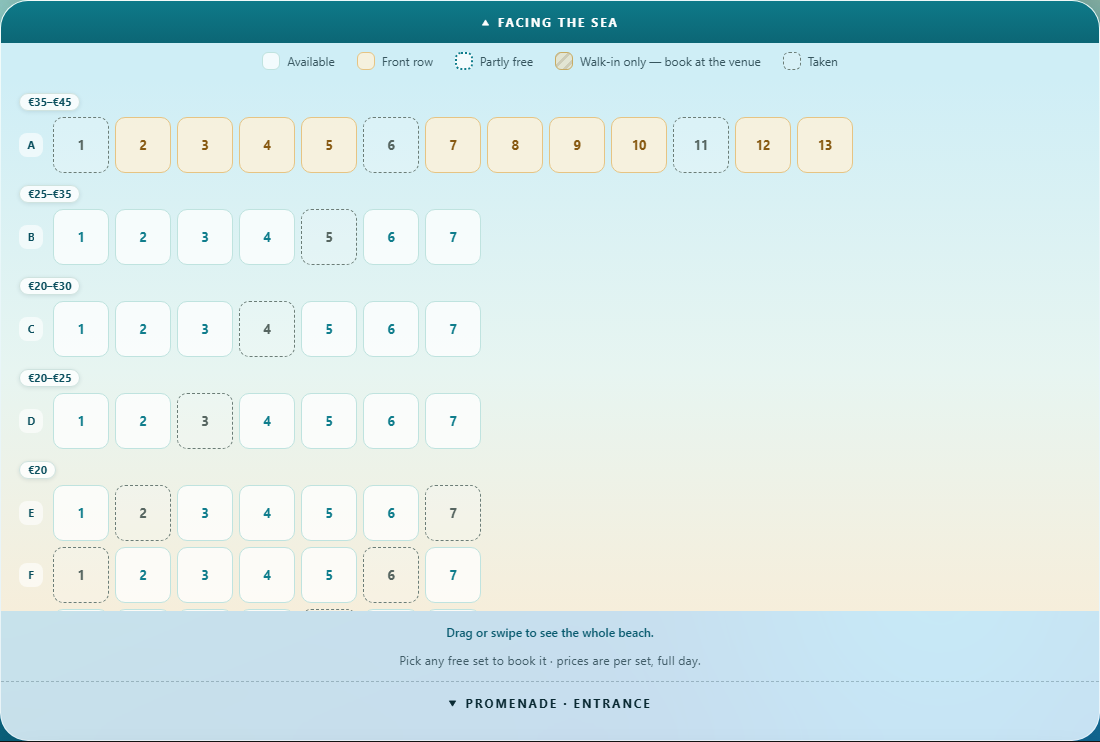 ▲ FACING THE SEA
Available Front row Partly free Walk-in only — book at the venue Taken
€35–€45
A 1 2 3 4 5 6 7 8 9 10 11 12 13
€25–€35
B 1 2 3 4 5 6 7
€20–€30
C 1 2 3 4 5 6 7
€20–€25
D 1 2 3 4 5 6 7
€20
E 1 2 3 4 5 6 7
F 1 2 3 4 5 6 7
Drag or swipe to see the whole beach.
Pick any free set to book it · prices are per set, full day.
▼ PROMENADE · ENTRANCE